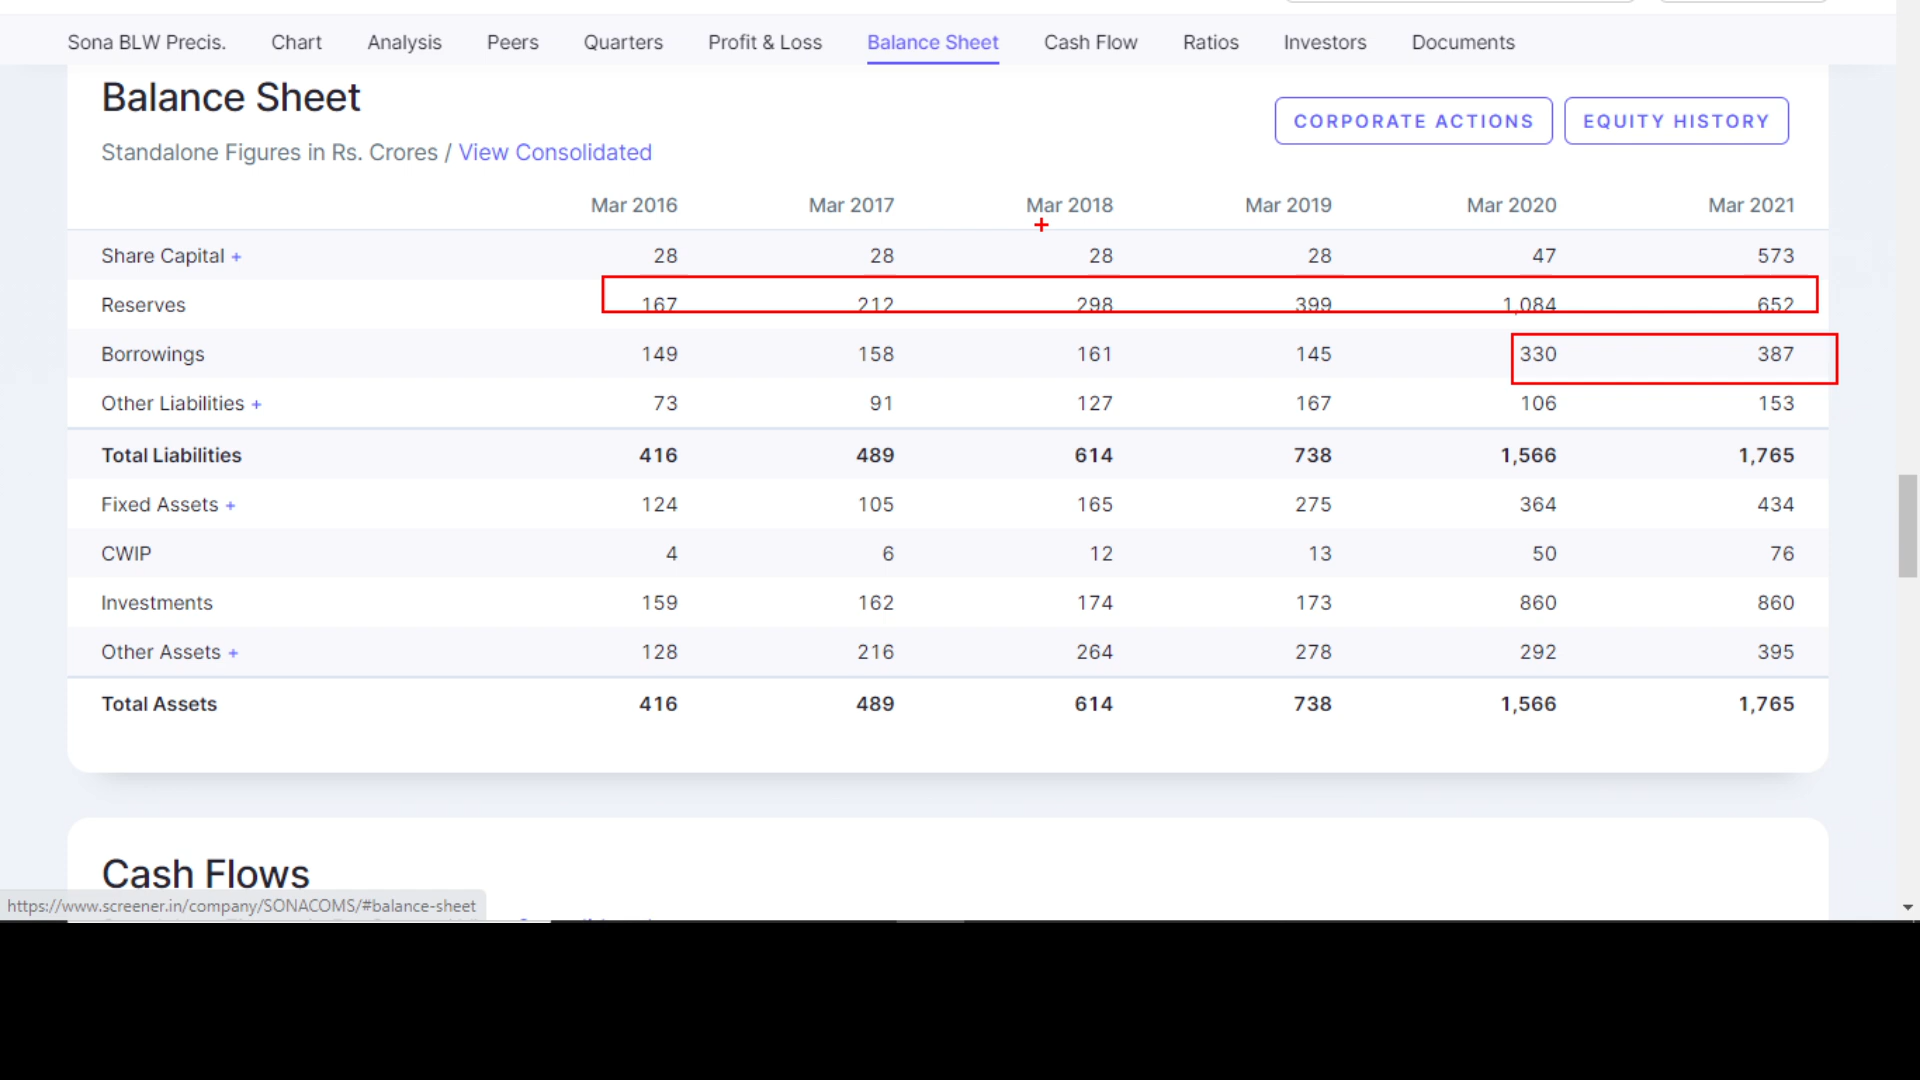 Sona BLW Precis. Chart Analysis Peers Quarters Profit & Loss Balance Sheet Cash Flow Ratios Investors Documents
Balance Sheet
CORPORATE ACTIONS EQUITY HISTORY
Standalone Figures in Rs. Crores / View Consolidated
Mar 2016 Mar 2017 Mar 2018 Mar 2019 Mar 2020 Mar 2021
Share Capital + 28 28 28 28 47 573
Reserves 167 212 298 399 1,084 652
Borrowings 149 158 161 145 330 387
Other Liabilities + 73 91 127 167 106 153
Total Liabilities 416 489 614 738 1,566 1,765
Fixed Assets + 124 105 165 275 364 434
CWIP 4 6 12 13 50 76
Investments 159 162 174 173 860 860
Other Assets + 128 216 264 278 292 395
Total Assets 416 489 614 738 1,566 1,765
Cash Flows
https://www.screener.in/company/SONACOMS/#balance-sheet